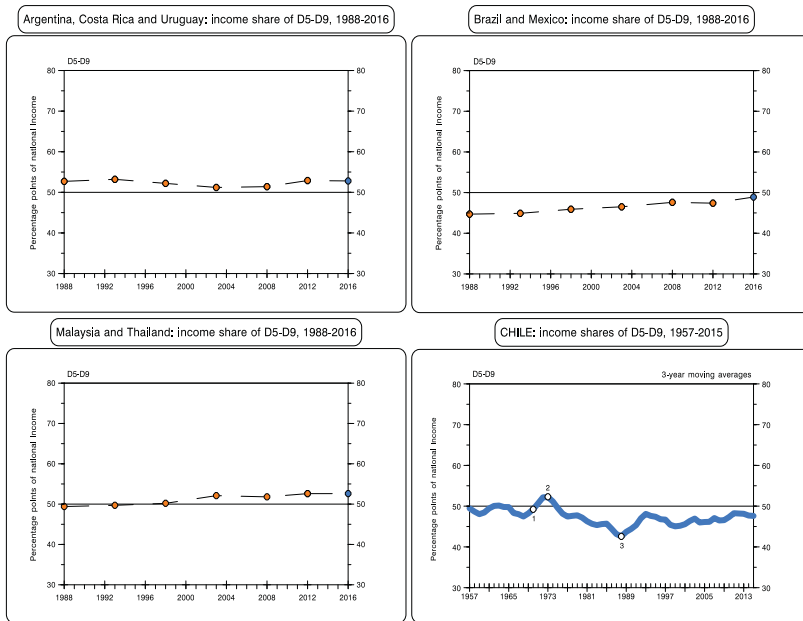 Argentina, Costa Rica and Uruguay: income share of D5-D9, 1988-2016
D5-D9
Percentage points of national Income
80 70 60 50 40 30
80 70 60 50 40 30
1988 1992 1996 2000 2004 2008 2012 2016
Brazil and Mexico: income share of D5-D9, 1988-2016
D5-D9
Percentage points of national Income
80 70 60 50 40 30
80 70 60 50 40 30
1988 1992 1996 2000 2004 2008 2012 2016
Malaysia and Thailand: income share of D5-D9, 1988-2016
D5-D9
Percentage points of national Income
80 70 60 50 40 30
80 70 60 50 40 30
1988 1992 1996 2000 2004 2008 2012 2016
CHILE: income shares of D5-D9, 1957-2015
D5-D9 3-year moving averages
Percentage points of national Income
80 70 60 50 40 30
80 70 60 50 40 30
2
1
3
1957 1965 1973 1981 1989 1997 2005 2013